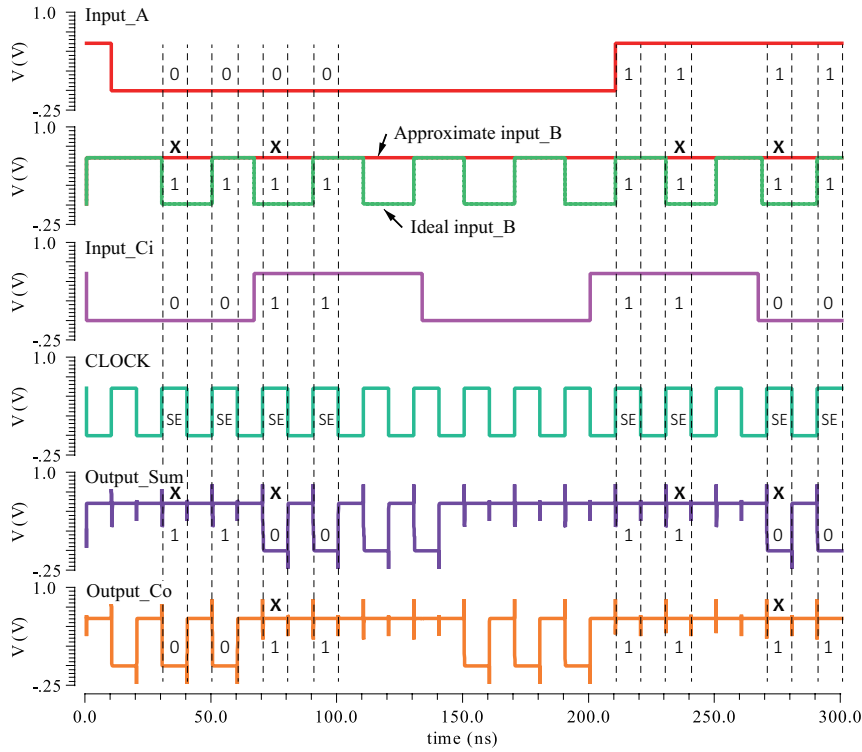 Input_A
1.0
V (V)
-.25
0 0 0 0 1 1 1 1
1.0
V (V)
-.25
X X Approximate input_B X X
1 1 1 1 1 1 1 1
Ideal input_B
Input_Ci
1.0
V (V)
-.25
0 0 1 1 1 1 0 0
CLOCK
1.0
V (V)
-.25
SE SE SE SE SE SE SE SE
Output_Sum
1.0
V (V)
-.25
X X X X
1 1 0 0 1 1 0 0
Output_Co
1.0
V (V)
-.25
X X
0 0 1 1 1 1 1 1
0.0 50.0 100.0 150.0 200.0 250.0 300.0
time (ns)